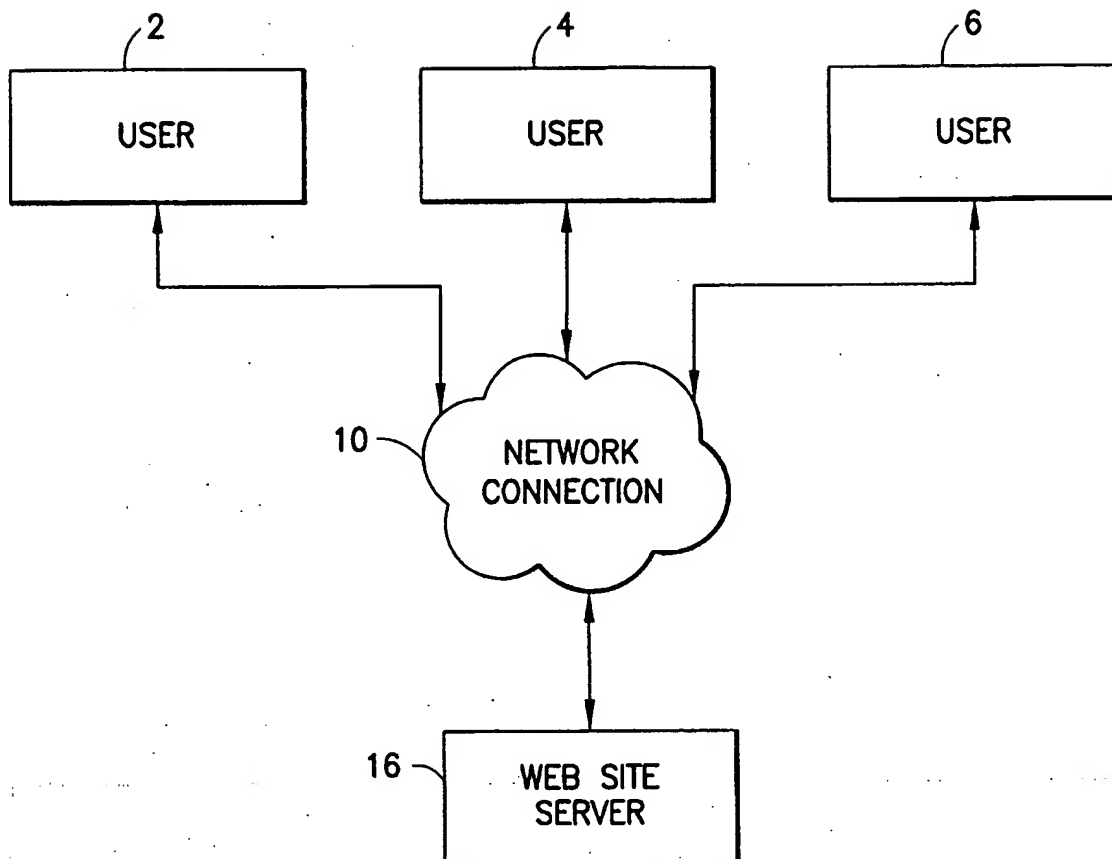 2
4
6
USER
USER
USER
10
NETWORK
CONNECTION
16
WEB SITE
SERVER